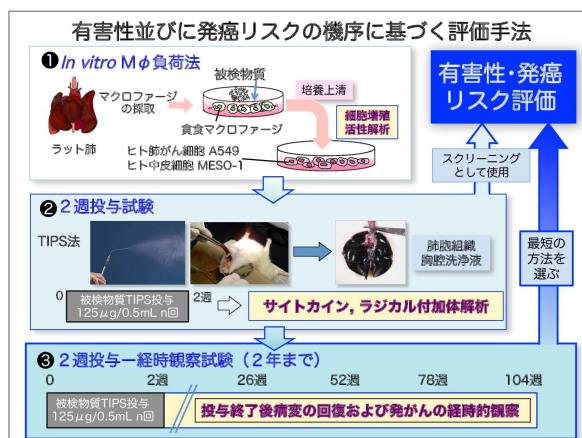 有害性並びに発癌リスクの機序に基づく評価手法
❶In vitro Mφ負荷法
被検物質
マクロファージ
の採取
培養上清
貪食マクロファージ
細胞増殖
活性解析
ラット肺
ヒト肺がん細胞 A549
ヒト中皮細胞 MESO-1
有害性・発癌
リスク評価
スクリーニング
として使用
最短の
方法を
選ぶ
❷２週投与試験
TIPS法
肺胞組織
胸腔洗浄液
0
2週
被検物質TIPS投与
125μg/0.5mL n回
サイトカイン, ラジカル付加体解析
❸２週投与ー経時観察試験（２年まで）
0 2週 26週 52週 78週 104週
被検物質TIPS投与
125μg/0.5mL n回
投与終了後病変の回復および発がんの経時的観察